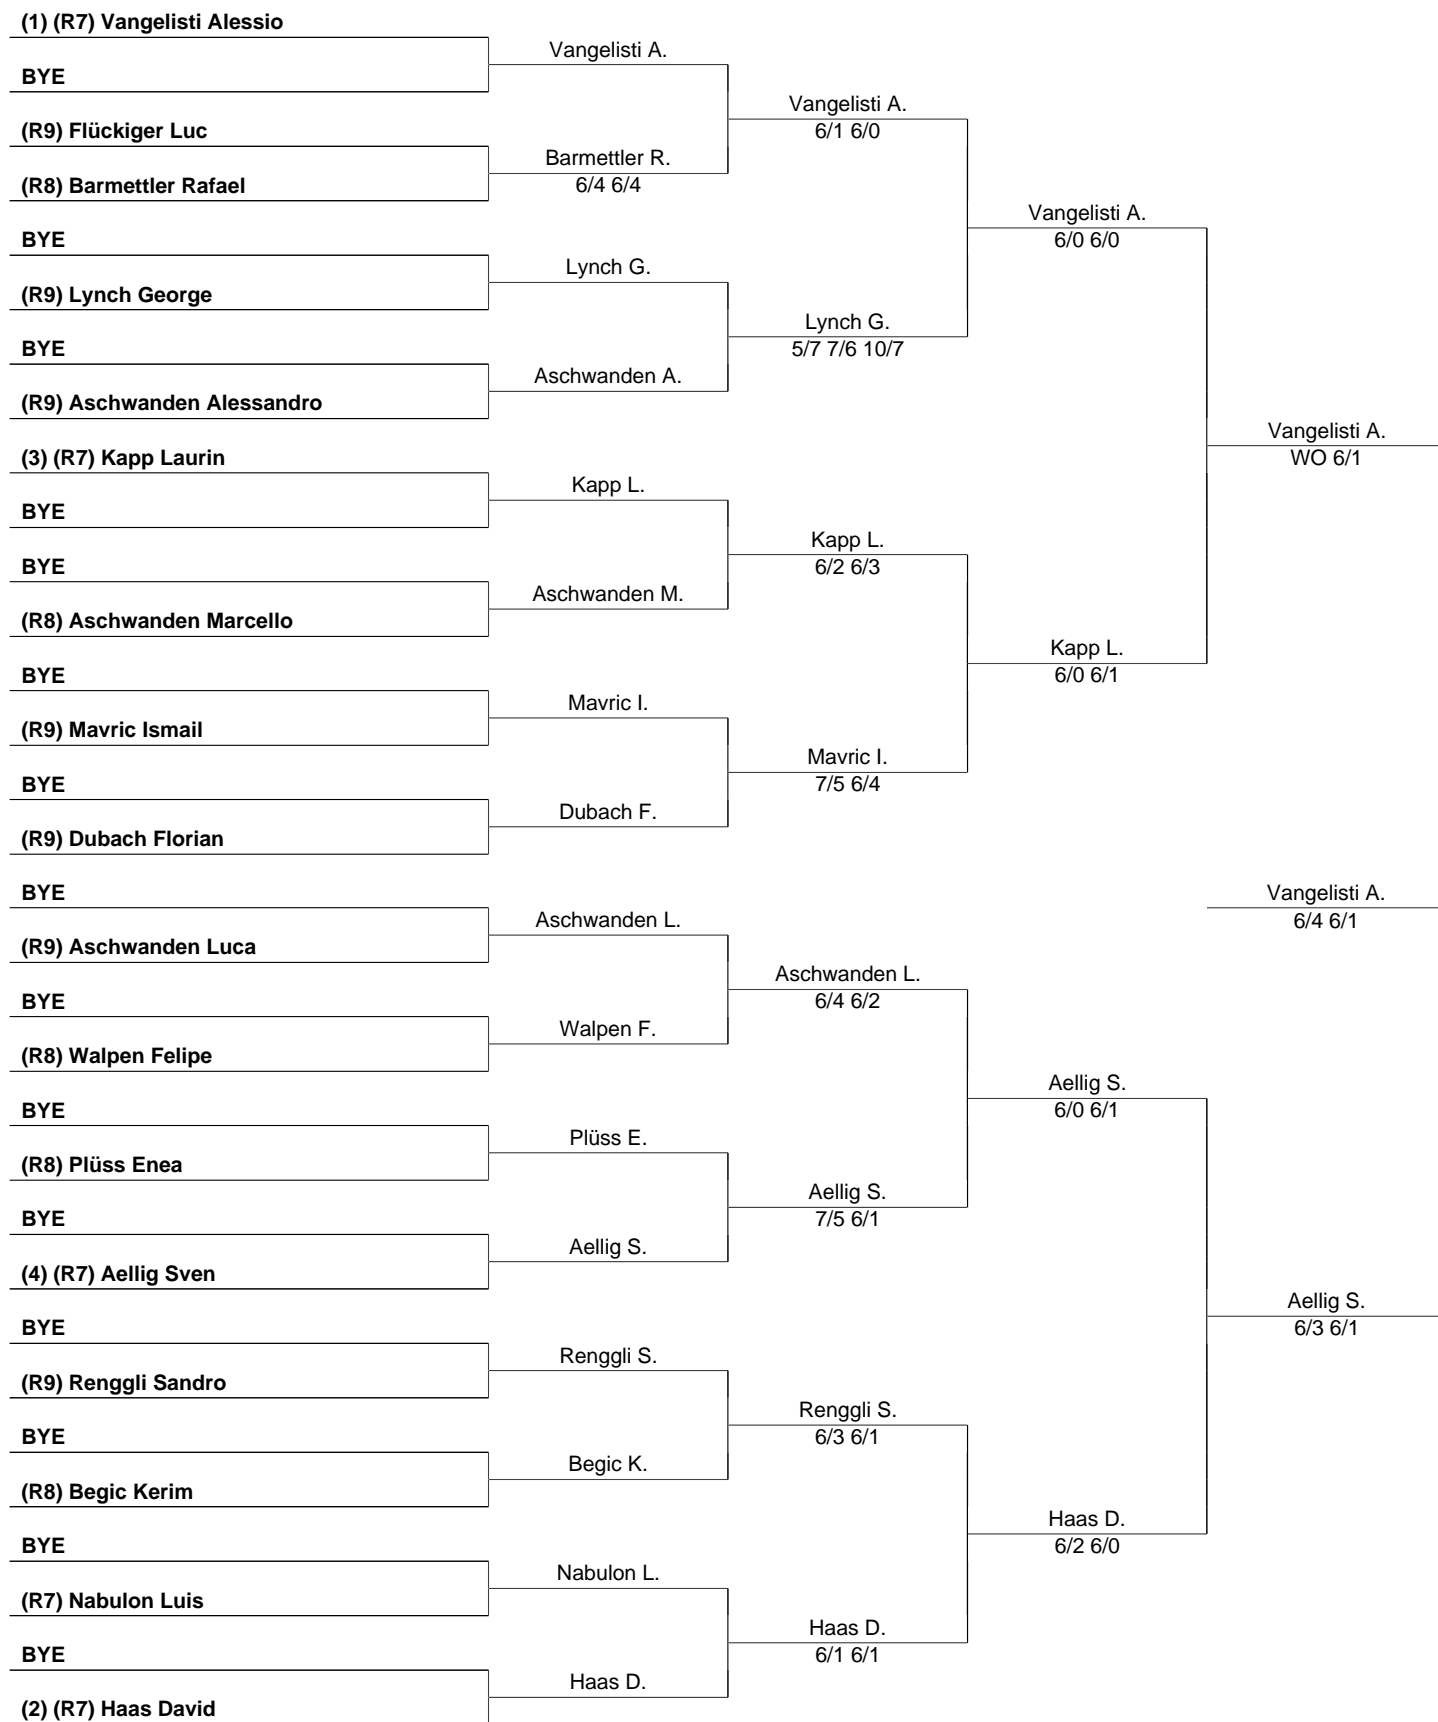 (1) (R7) Vangelisti Alessio
BYE
(R9) Flückiger Luc
(R8) Barmettler Rafael
BYE
(R9) Lynch George
BYE
(R9) Aschwanden Alessandro
(3) (R7) Kapp Laurin
BYE
BYE
(R8) Aschwanden Marcello
BYE
(R9) Mavric Ismail
BYE
(R9) Dubach Florian
BYE
(R9) Aschwanden Luca
BYE
(R8) Walpen Felipe
BYE
(R8) Plüss Enea
BYE
(4) (R7) Aellig Sven
BYE
(R9) Renggli Sandro
BYE
(R8) Begic Kerim
BYE
(R7) Nabulon Luis
BYE
(2) (R7) Haas David
Vangelisti A.
Barmettler R.
6/4 6/4
Lynch G.
Aschwanden A.
Kapp L.
Aschwanden M.
Mavric I.
Dubach F.
Aschwanden L.
Walpen F.
Plüss E.
Aellig S.
Renggli S.
Begic K.
Nabulon L.
Haas D.
Vangelisti A.
6/1 6/0
Lynch G.
5/7 7/6 10/7
Kapp L.
6/2 6/3
Mavric I.
7/5 6/4
Aschwanden L.
6/4 6/2
Aellig S.
7/5 6/1
Renggli S.
6/3 6/1
Haas D.
6/1 6/1
Vangelisti A.
6/0 6/0
Kapp L.
6/0 6/1
Aellig S.
6/0 6/1
Haas D.
6/2 6/0
Vangelisti A.
WO 6/1
Vangelisti A.
6/4 6/1
Aellig S.
6/3 6/1